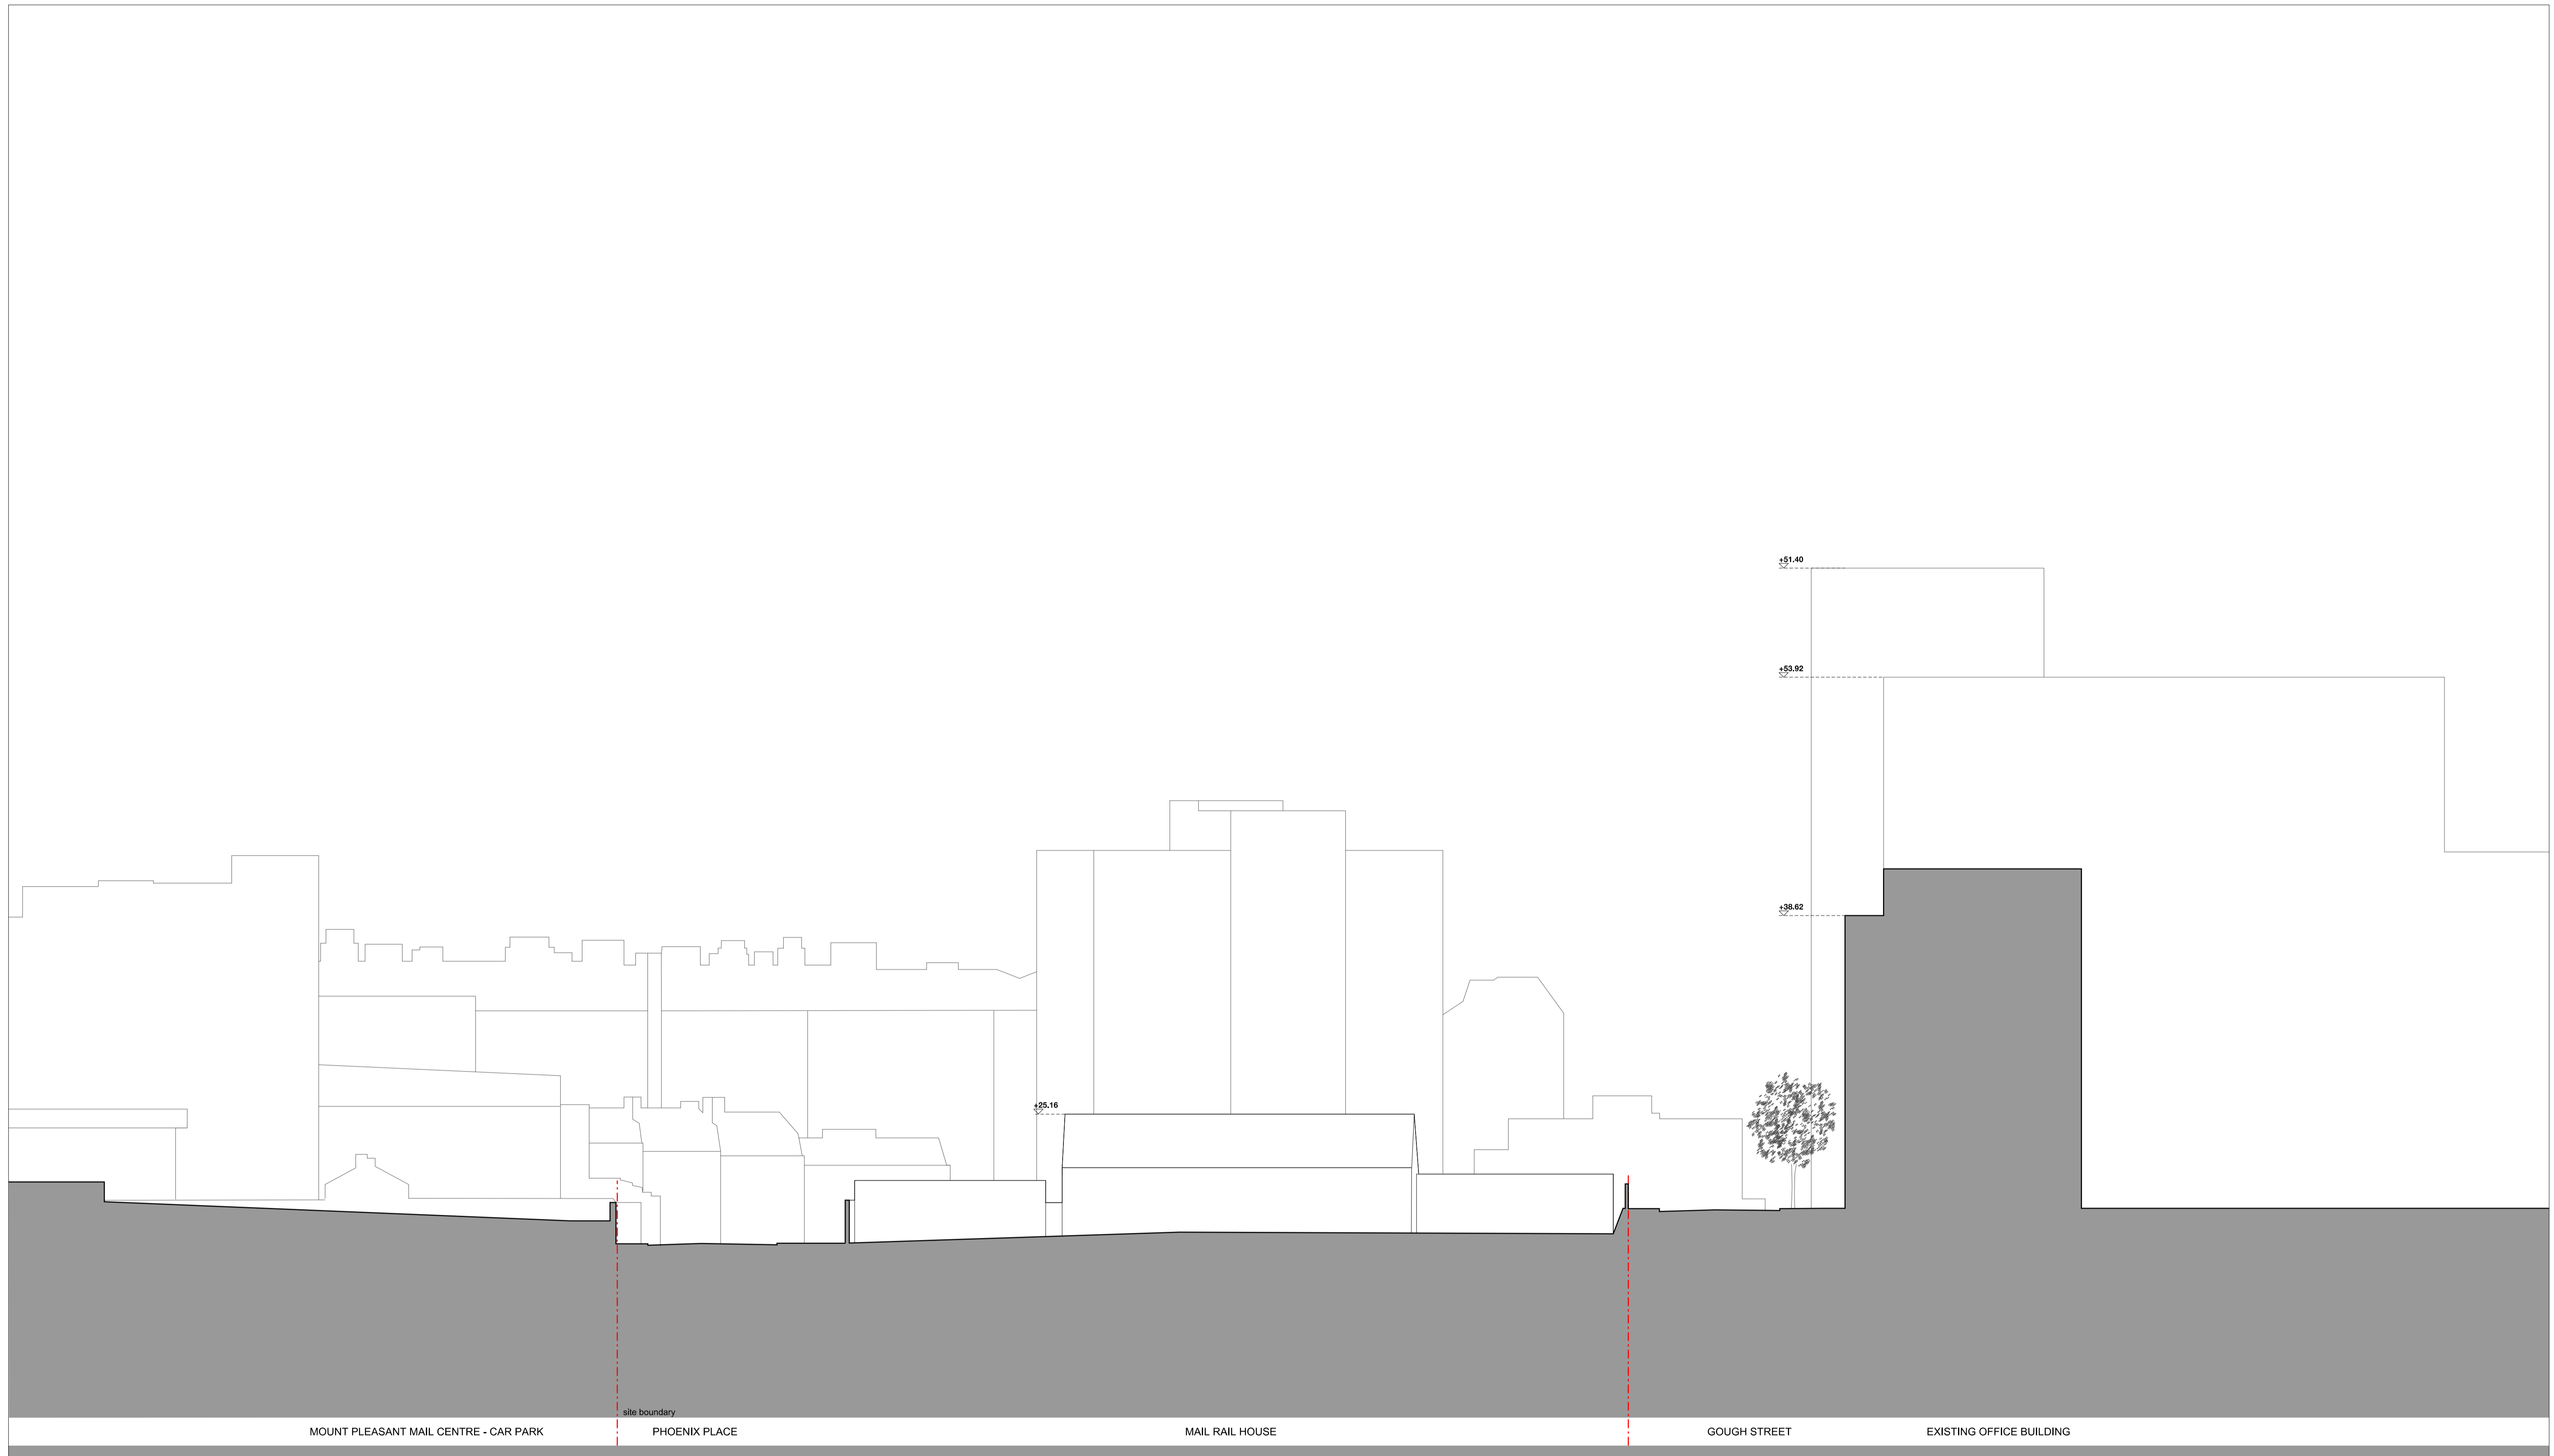 +51.40
+53.92
+38.62
+25.16
site boundary
MOUNT PLEASANT MAIL CENTRE - CAR PARK
PHOENIX PLACE
MAIL RAIL HOUSE
GOUGH STREET
EXISTING OFFICE BUILDING